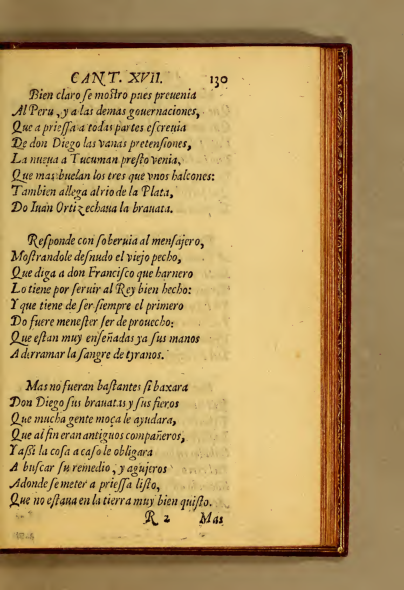 CANT. XVII. 130
Bien claro ſe moſtro pues preuenia
Al Peru, y a las demas gouernaciones,
Que a prieſſa a todas partes eſcreuia
De don Diego las vanas pretenſiones,
La nueua a Tucuman preſto venia,
Que mas buelan los tres que vnos halcones:
Tambien allega al rio de la Plata,
Do Iuan Ortiz echaua la brauata.
Reſponde con ſoberuia al menſajero,
Moſtrandole deſnudo el viejo pecho,
Que diga a don Franciſco que harnero
Lo tiene por ſeruir al Rey bien hecho:
Y que tiene de ſer ſiempre el primero
Do fuere meneſter ſer de prouecho:
Que eſtan muy enſeñadas ya ſus manos
A derramar la ſangre de tyranos.
Mas no fueran baſtantes ſi baxara
Don Diego ſus brauatas y ſus fieros
Que mucha gente moça le ayudara,
Que al fin eran antiguos compañeros,
Y aſsi la coſa a caſo le obligara
A buſcar ſu remedio, y agujeros
Adonde ſe meter a prieſſa liſto,
Que no eſtaua en la tierra muy bien quiſto.
R 2 Mas